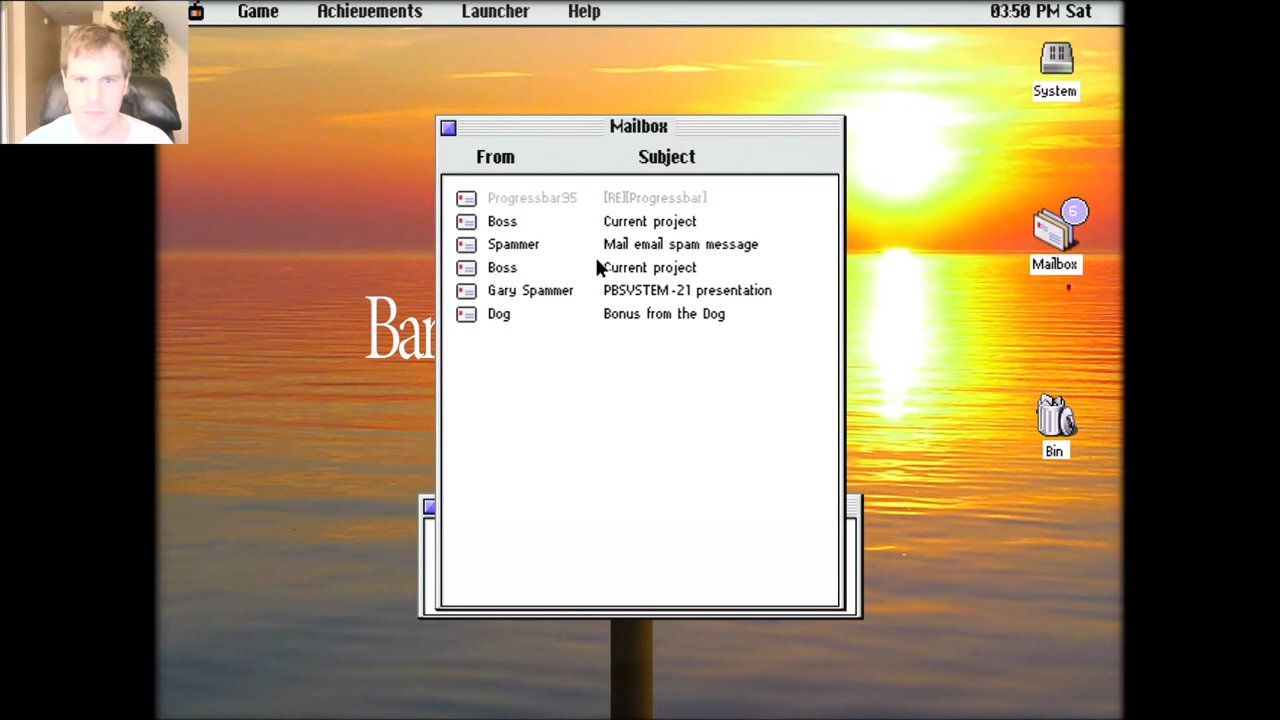 Game Achievements Launcher Help 03:50 PM Sat
System
Mailbox
From Subject
Progressbar95 [RE][Progressbar]
Boss Current project
Spammer Mail email spam message
Boss Current project
Gary Spammer PBSYSTEM-21 presentation
Dog Bonus from the Dog
6
Mailbox
Bar
Bin